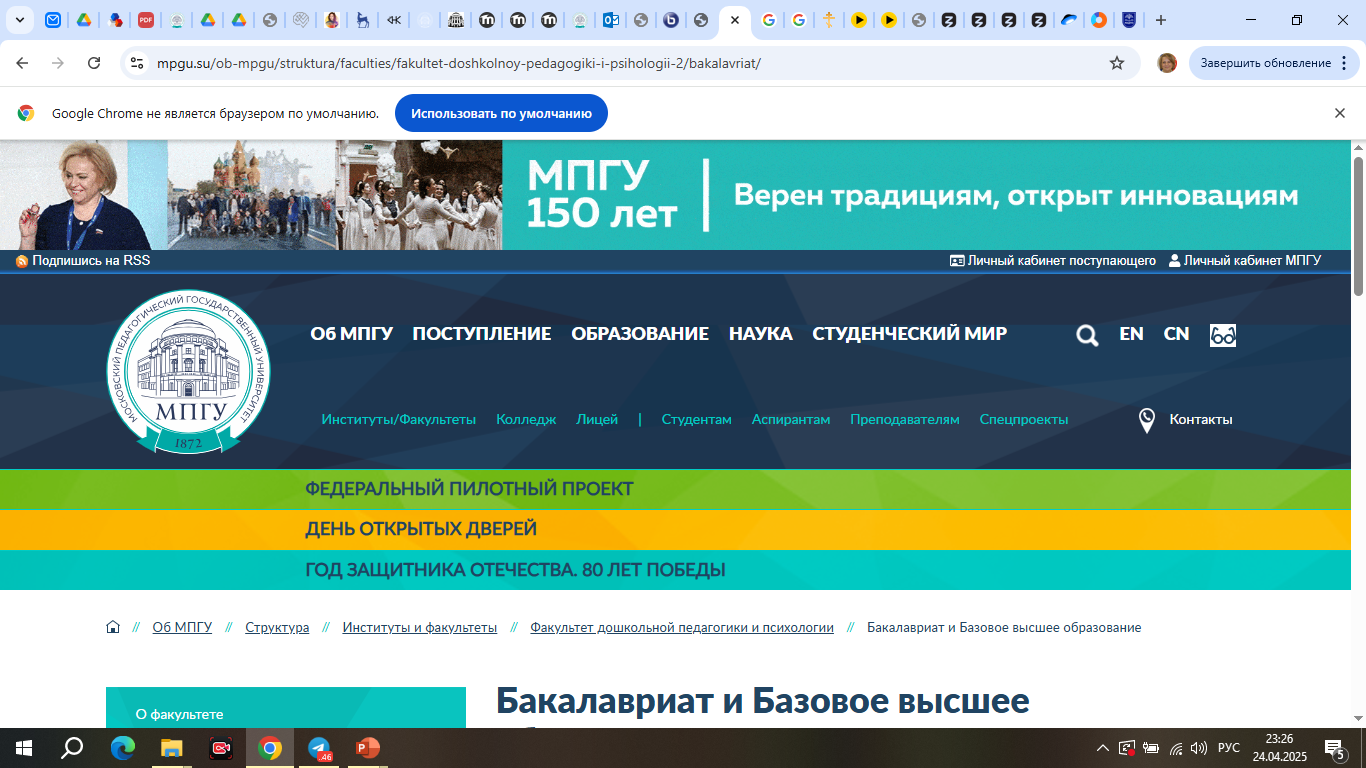 mpgu.su/ob-mpgu/struktura/faculties/fakultet-doshkolnoy-pedagogiki-i-psihologii-2/bakalavriat/
Завершить обновление
Google Chrome не является браузером по умолчанию.
Использовать по умолчанию
МПГУ
150 лет
Верен традициям, открыт инновациям
Подпишись на RSS
Личный кабинет поступающего
Личный кабинет МПГУ
МОСКОВСКИЙ ПЕДАГОГИЧЕСКИЙ ГОСУДАРСТВЕННЫЙ УНИВЕРСИТЕТ
МПГУ
1872
Об МПГУ ПОСТУПЛЕНИЕ ОБРАЗОВАНИЕ НАУКА СТУДЕНЧЕСКИЙ МИР
EN CN
Институты/Факультеты Колледж Лицей | Студентам Аспирантам Преподавателям Спецпроекты
Контакты
ФЕДЕРАЛЬНЫЙ ПИЛОТНЫЙ ПРОЕКТ
ДЕНЬ ОТКРЫТЫХ ДВЕРЕЙ
ГОД ЗАЩИТНИКА ОТЕЧЕСТВА. 80 ЛЕТ ПОБЕДЫ
// Об МПГУ // Структура // Институты и факультеты // Факультет дошкольной педагогики и психологии // Бакалавриат и Базовое высшее образование
О факультете
Бакалавриат и Базовое высшее
46
РУС
23:26
24.04.2025
5